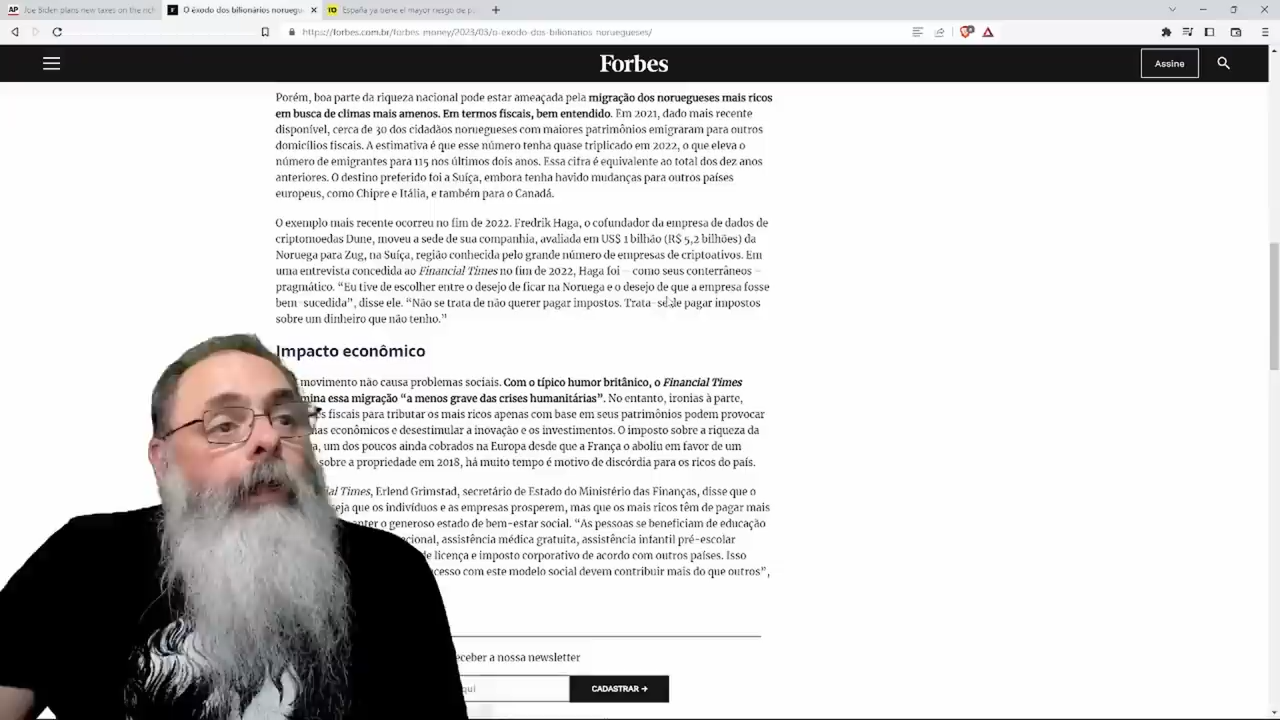 Joe Biden plans new taxes on the rich
O êxodo dos bilionários noruegu
España ya tiene el mayor riesgo de
https://forbes.com.br/forbes-money/2023/03/o-exodo-dos-bilionarios-noruegueses/
Forbes
Assine
Porém, boa parte da riqueza nacional pode estar ameaçada pela migração dos noruegueses mais ricos
em busca de climas mais amenos. Em termos fiscais, bem entendido. Em 2021, dado mais recente
disponível, cerca de 30 dos cidadãos noruegueses com maiores patrimônios emigraram para outros
domicílios fiscais. A estimativa é que esse número tenha quase triplicado em 2022, o que eleva o
número de emigrantes para 115 nos últimos dois anos. Essa cifra é equivalente ao total dos dez anos
anteriores. O destino preferido foi a Suíça, embora tenha havido mudanças para outros países
europeus, como Chipre e Itália, e também para o Canadá.
O exemplo mais recente ocorreu no fim de 2022. Fredrik Haga, o cofundador da empresa de dados de
criptomoedas Dune, moveu a sede de sua companhia, avaliada em US$ 1 bilhão (R$ 5,2 bilhões) da
Noruega para Zug, na Suíça, região conhecida pelo grande número de empresas de criptoativos. Em
uma entrevista concedida ao Financial Times no fim de 2022, Haga foi – como seus conterrâneos –
pragmático. “Eu tive de escolher entre o desejo de ficar na Noruega e o desejo de que a empresa fosse
bem-sucedida”, disse ele. “Não se trata de não querer pagar impostos. Trata-se de pagar impostos
sobre um dinheiro que não tenho.”
Impacto econômico
movimento não causa problemas sociais. Com o típico humor britânico, o Financial Times
mina essa migração “a menos grave das crises humanitárias”. No entanto, ironias à parte,
s fiscais para tributar os mais ricos apenas com base em seus patrimônios podem provocar
mas econômicos e desestimular a inovação e os investimentos. O imposto sobre a riqueza da
a, um dos poucos ainda cobrados na Europa desde que a França o aboliu em favor de um
sobre a propriedade em 2018, há muito tempo é motivo de discórdia para os ricos do país.
ial Times, Erlend Grimstad, secretário de Estado do Ministério das Finanças, disse que o
eja que os indivíduos e as empresas prosperem, mas que os mais ricos têm de pagar mais
anter o generoso estado de bem-estar social. “As pessoas se beneficiam de educação
cional, assistência médica gratuita, assistência infantil pré-escolar
de licença e imposto corporativo de acordo com outros países. Isso
cesso com este modelo social devem contribuir mais do que outros”,
eceber a nossa newsletter
qui
CADASTRAR →